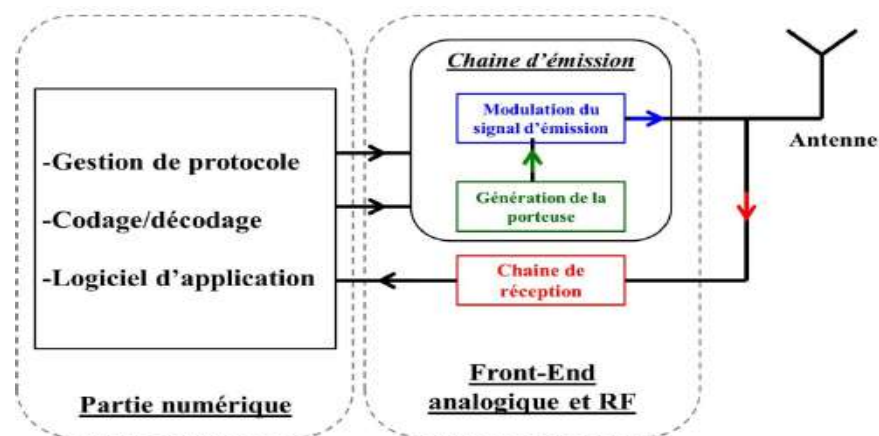 -Gestion de protocole
-Codage/décodage
-Logiciel d'application
Partie numérique
Chaine d'émission
Modulation du
signal d'émission
Génération de la
porteuse
Chaine de
réception
Front-End
analogique et RF
Antenne